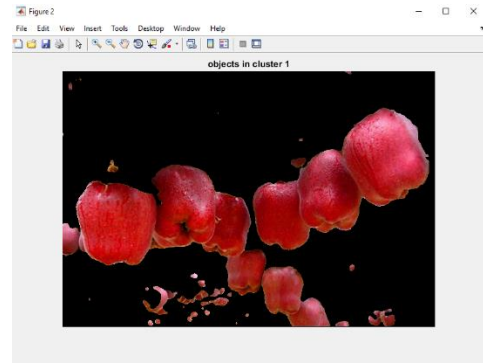 Figure 2
File Edit View Insert Tools Desktop Window Help
objects in cluster 1